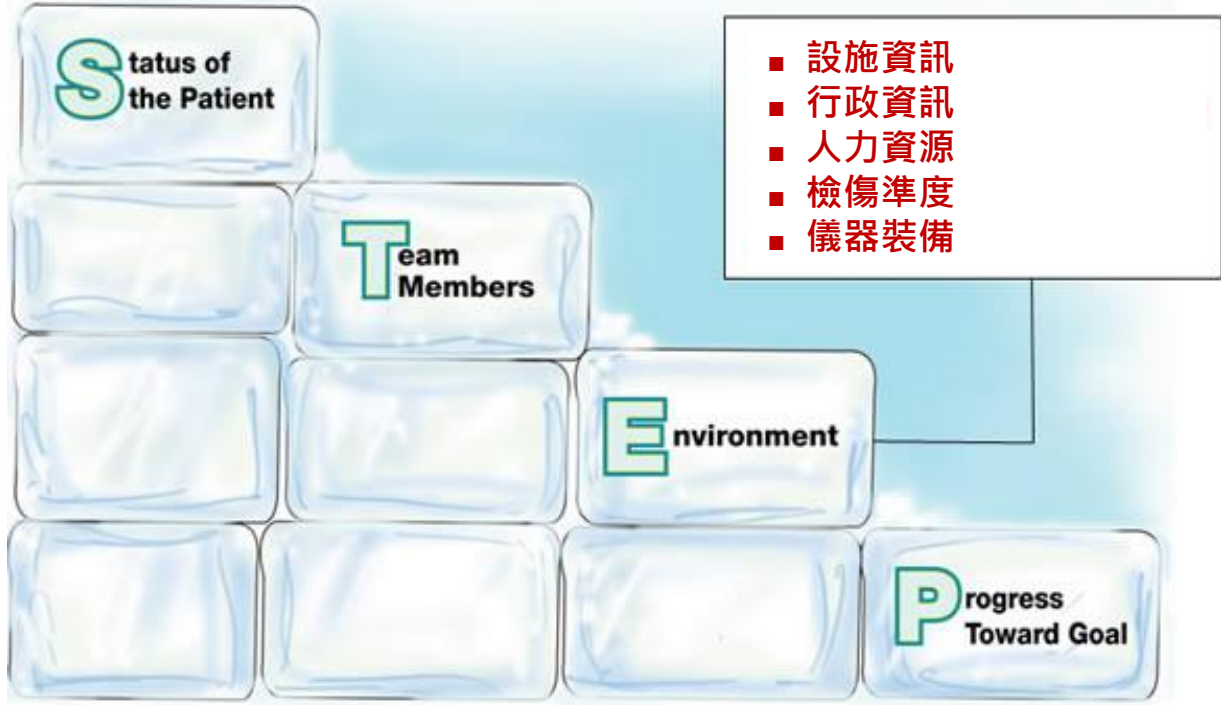 Status of
the Patient
■ 設施資訊
■ 行政資訊
■ 人力資源
■ 檢傷準度
■ 儀器裝備
Team
Members
Environment
Progress
Toward Goal